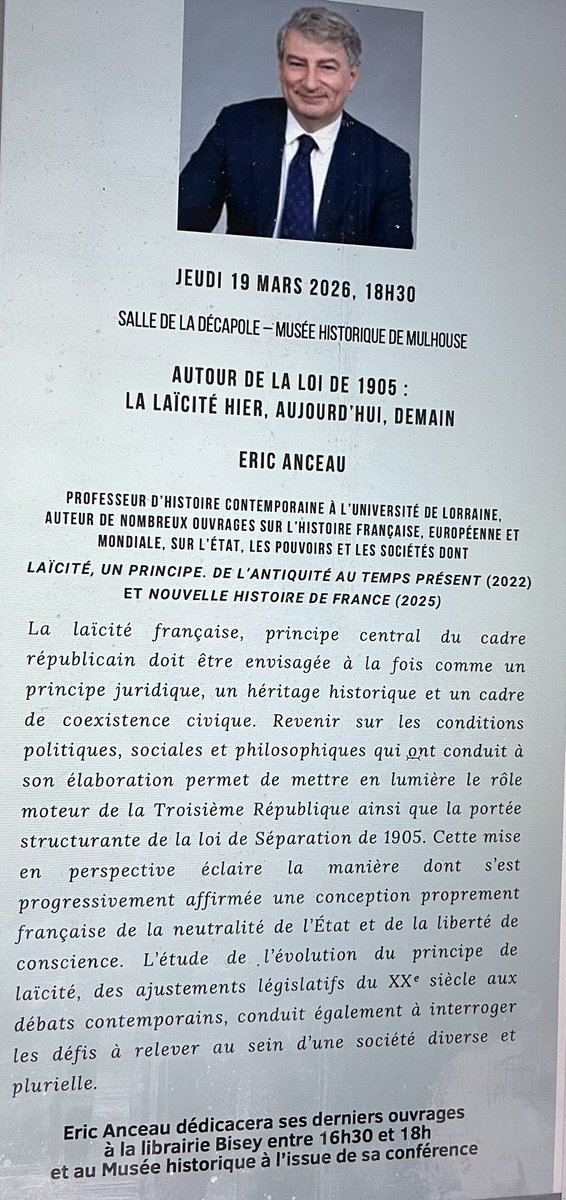 JEUDI 19 MARS 2026, 18H30
SALLE DE LA DÉCAPOLE – MUSÉE HISTORIQUE DE MULHOUSE
AUTOUR DE LA LOI DE 1905 :
LA LAÏCITÉ HIER, AUJOURD'HUI, DEMAIN
ERIC ANCEAU
PROFESSEUR D'HISTOIRE CONTEMPORAINE À L'UNIVERSITÉ DE LORRAINE,
AUTEUR DE NOMBREUX OUVRAGES SUR L'HISTOIRE FRANÇAISE, EUROPÉENNE ET
MONDIALE, SUR L'ÉTAT, LES POUVOIRS ET LES SOCIÉTÉS DONT
LAÏCITÉ, UN PRINCIPE. DE L'ANTIQUITÉ AU TEMPS PRÉSENT (2022)
ET NOUVELLE HISTOIRE DE FRANCE (2025)
La laïcité française, principe central du cadre
républicain doit être envisagée à la fois comme un
principe juridique, un héritage historique et un cadre
de coexistence civique. Revenir sur les conditions
politiques, sociales et philosophiques qui ont conduit à
son élaboration permet de mettre en lumière le rôle
moteur de la Troisième République ainsi que la portée
structurante de la loi de Séparation de 1905. Cette mise
en perspective éclaire la manière dont s'est
progressivement affirmée une conception proprement
française de la neutralité de l'État et de la liberté de
conscience. L'étude de l'évolution du principe de
laïcité, des ajustements législatifs du XXe siècle aux
débats contemporains, conduit également à interroger
les défis à relever au sein d'une société diverse et
plurielle.
Eric Anceau dédicacera ses derniers ouvrages
à la librairie Bisey entre 16h30 et 18h
et au Musée historique à l'issue de sa conférence